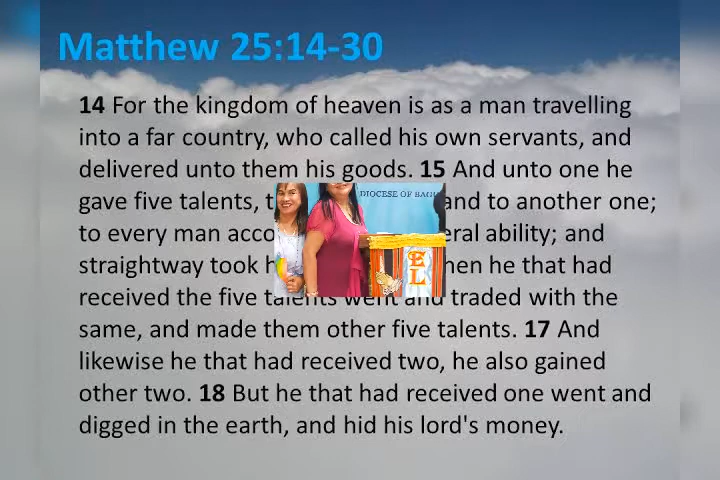 Matthew 25:14-30
14 For the kingdom of heaven is as a man travelling
into a far country, who called his own servants, and
delivered unto them his goods. 15 And unto one he
gave five talents, and to another one;
to every man ability; and
straightway took that had
received the five talents went and traded with the
same, and made them other five talents. 17 And
likewise he that had received two, he also gained
other two. 18 But he that had received one went and
digged in the earth, and hid his lord's money.
DIOCESE OF
EL